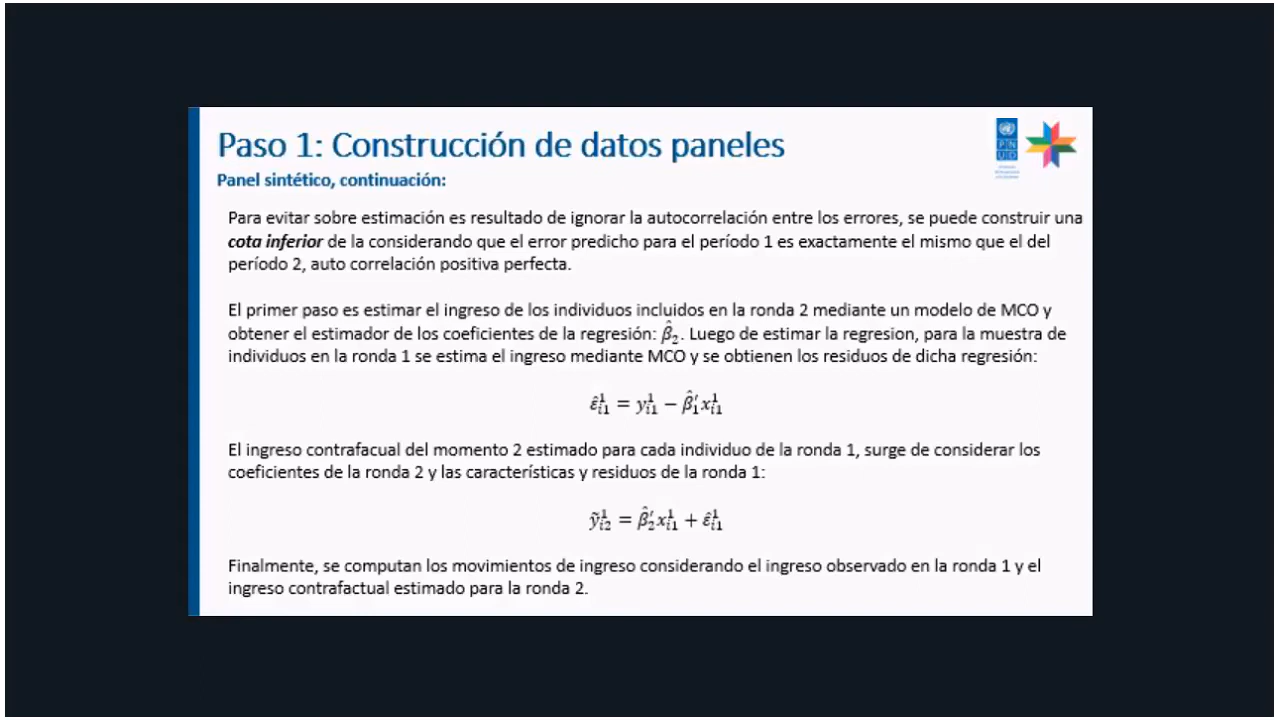 Paso 1: Construcción de datos paneles
P N
U D
Panel sintético, continuación:
Para evitar sobre estimación es resultado de ignorar la autocorrelación entre los errores, se puede construir una
cota inferior de la considerando que el error predicho para el período 1 es exactamente el mismo que el del
período 2, auto correlación positiva perfecta.
El primer paso es estimar el ingreso de los individuos incluidos en la ronda 2 mediante un modelo de MCO y
obtener el estimador de los coeficientes de la regresión: β̂₂. Luego de estimar la regresion, para la muestra de
individuos en la ronda 1 se estima el ingreso mediante MCO y se obtienen los residuos de dicha regresión:
ε̂¹ᵢ₁ = y¹ᵢ₁ − β̂′₁x¹ᵢ₁
El ingreso contrafacual del momento 2 estimado para cada individuo de la ronda 1, surge de considerar los
coeficientes de la ronda 2 y las características y residuos de la ronda 1:
ỹ¹ᵢ₂ = β̂′₂x¹ᵢ₁ + ε̂¹ᵢ₁
Finalmente, se computan los movimientos de ingreso considerando el ingreso observado en la ronda 1 y el
ingreso contrafactual estimado para la ronda 2.